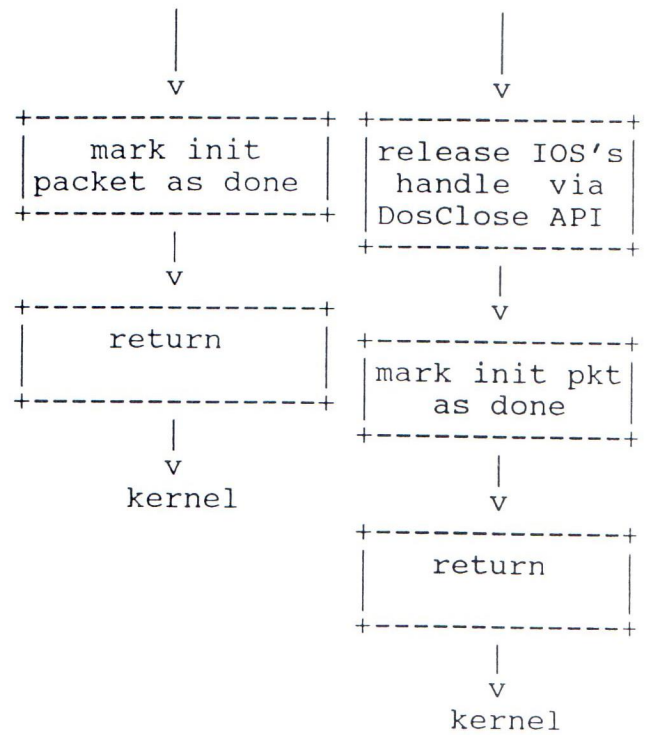 mark init
packet as done
return
kernel
release IOS's
handle via
DosClose API
mark init pkt
as done
return
kernel